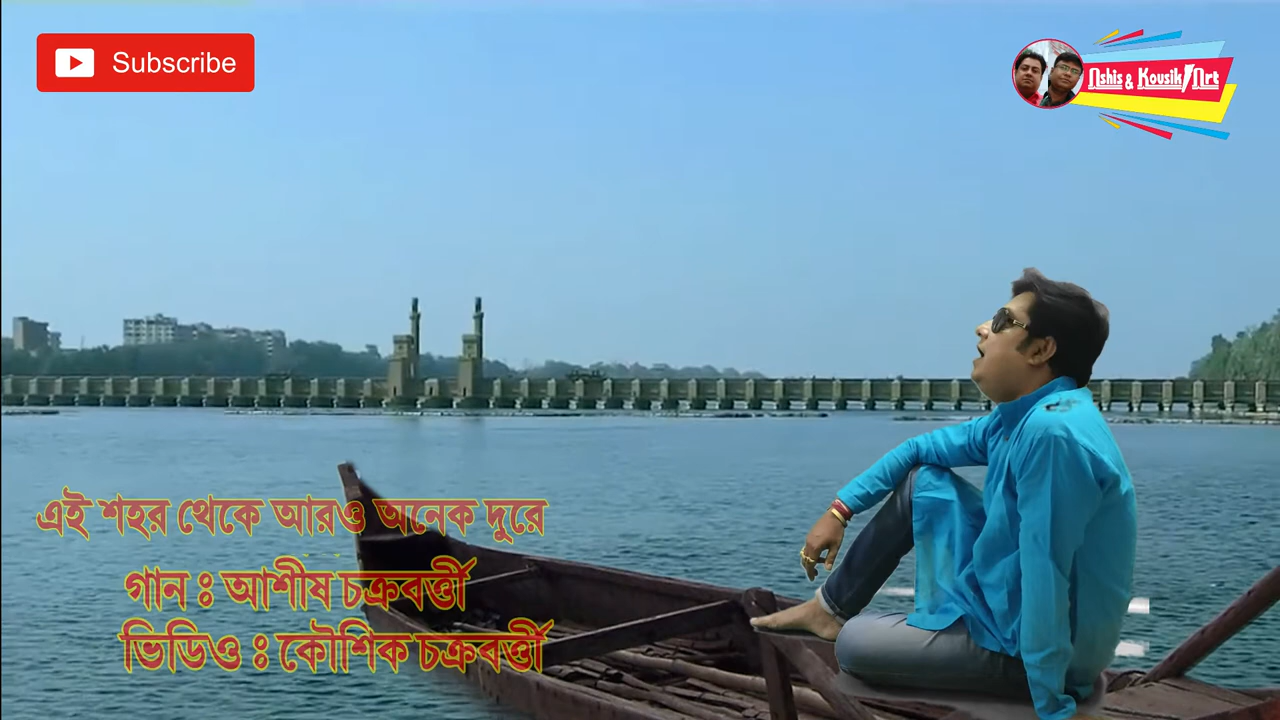 Subscribe
Ashis & Kousik Art
এই শহর থেকে আরও অনেক দুরে
গান ঃ আশীষ চক্রবর্ত্তী
ভিডিও ঃ কৌশিক চক্রবর্ত্তী